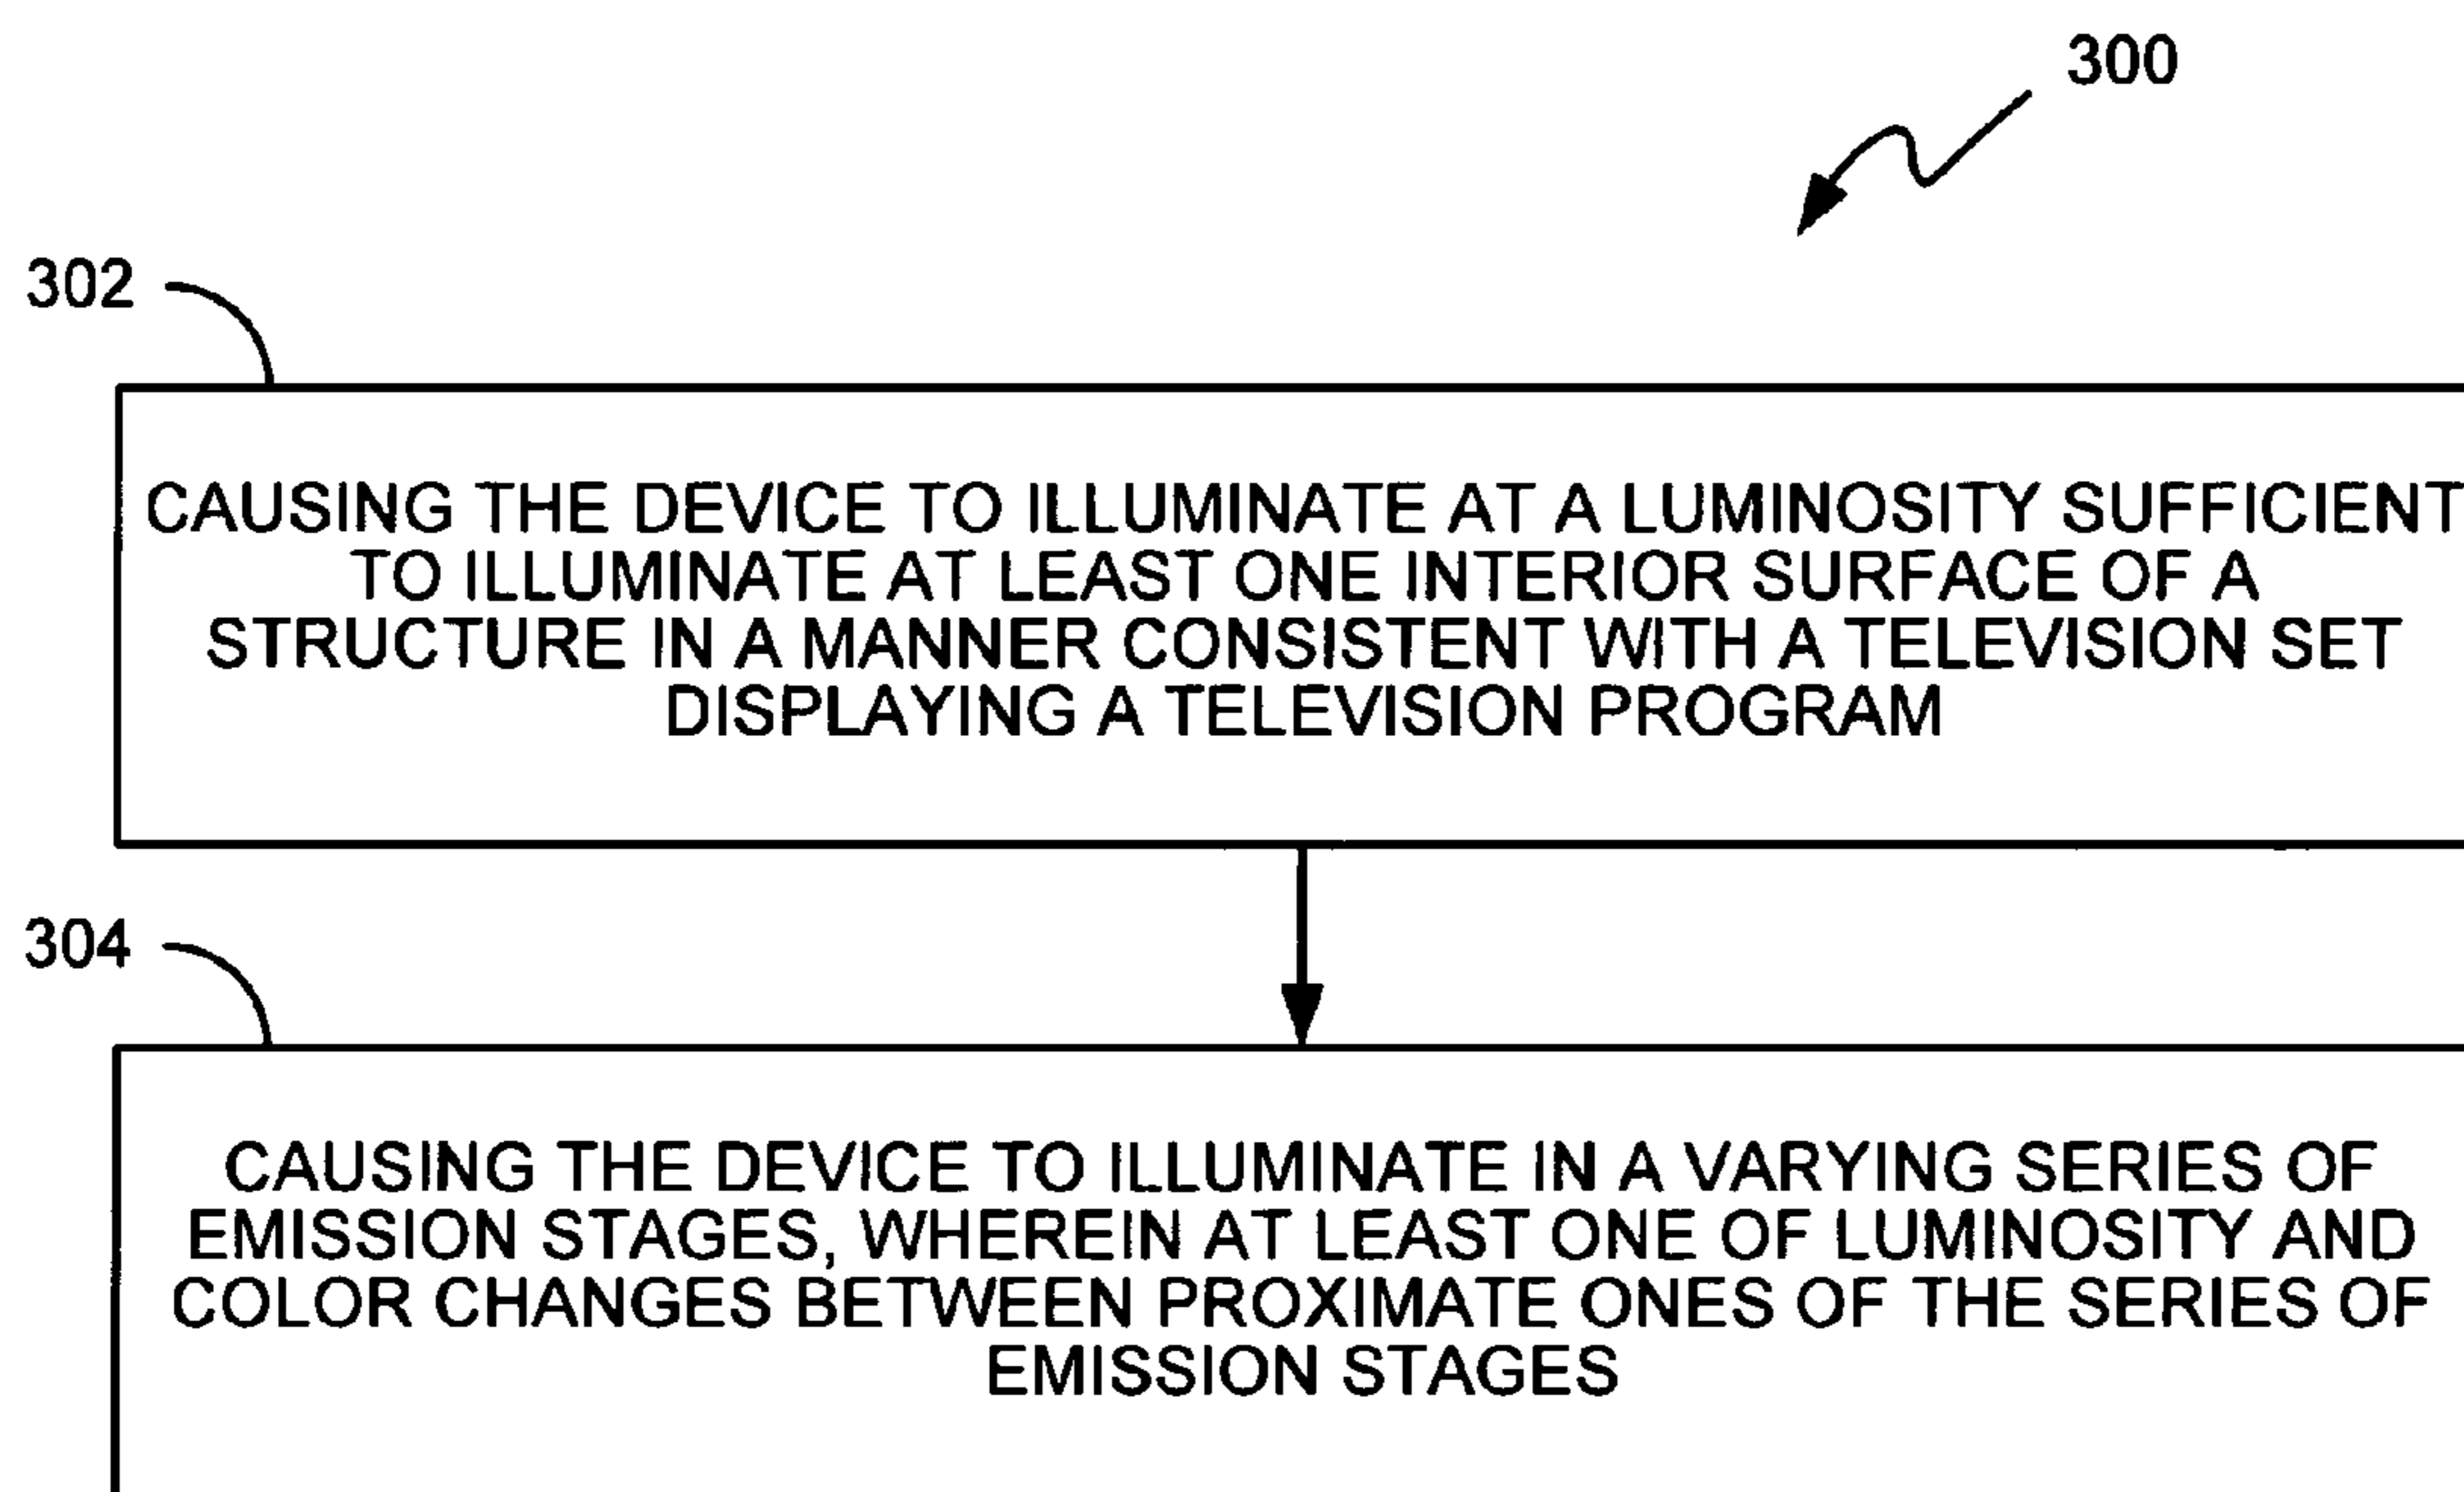 300
302
CAUSING THE DEVICE TO ILLUMINATE AT A LUMINOSITY SUFFICIENT
TO ILLUMINATE AT LEAST ONE INTERIOR SURFACE OF A
STRUCTURE IN A MANNER CONSISTENT WITH A TELEVISION SET
DISPLAYING A TELEVISION PROGRAM
304
CAUSING THE DEVICE TO ILLUMINATE IN A VARYING SERIES OF
EMISSION STAGES, WHEREIN AT LEAST ONE OF LUMINOSITY AND
COLOR CHANGES BETWEEN PROXIMATE ONES OF THE SERIES OF
EMISSION STAGES